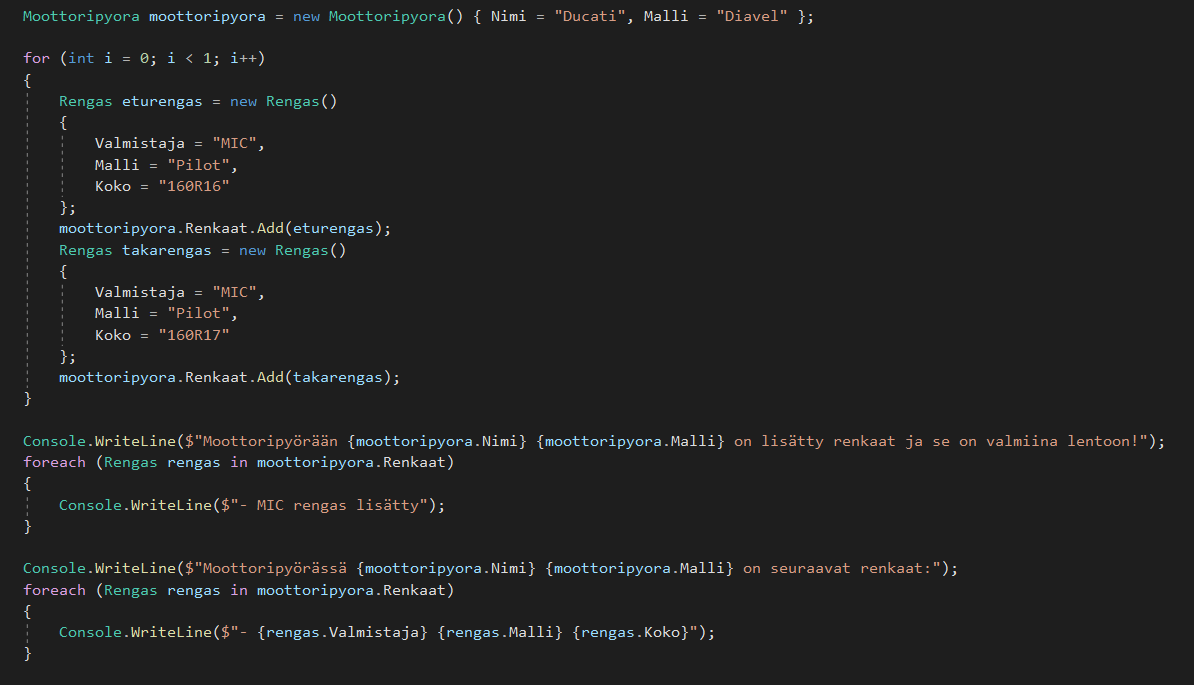 Moottoripyora moottoripyora = new Moottoripyora() { Nimi = "Ducati", Malli = "Diavel" };
for (int i = 0; i < 1; i++)
{
    Rengas eturengas = new Rengas()
    {
        Valmistaja = "MIC",
        Malli = "Pilot",
        Koko = "160R16"
    };
    moottoripyora.Renkaat.Add(eturengas);
    Rengas takarengas = new Rengas()
    {
        Valmistaja = "MIC",
        Malli = "Pilot",
        Koko = "160R17"
    };
    moottoripyora.Renkaat.Add(takarengas);
}
Console.WriteLine($"Moottoripyörään {moottoripyora.Nimi} {moottoripyora.Malli} on lisätty renkaat ja se on valmiina lentoon!");
foreach (Rengas rengas in moottoripyora.Renkaat)
{
    Console.WriteLine($"- MIC rengas lisätty");
}
Console.WriteLine($"Moottoripyörässä {moottoripyora.Nimi} {moottoripyora.Malli} on seuraavat renkaat:");
foreach (Rengas rengas in moottoripyora.Renkaat)
{
    Console.WriteLine($"- {rengas.Valmistaja} {rengas.Malli} {rengas.Koko}");
}